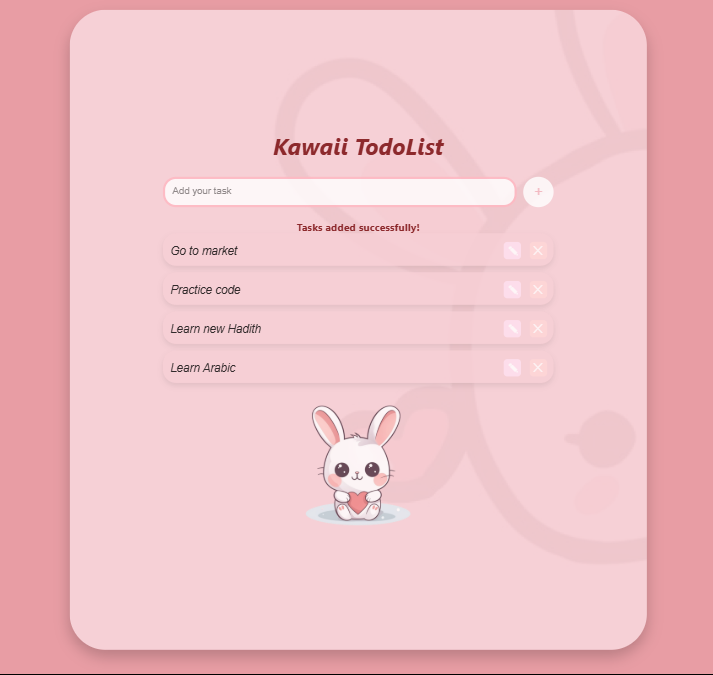 Kawaii TodoList
Add your task
+
Tasks added successfully!
Go to market
Practice code
Learn new Hadith
Learn Arabic